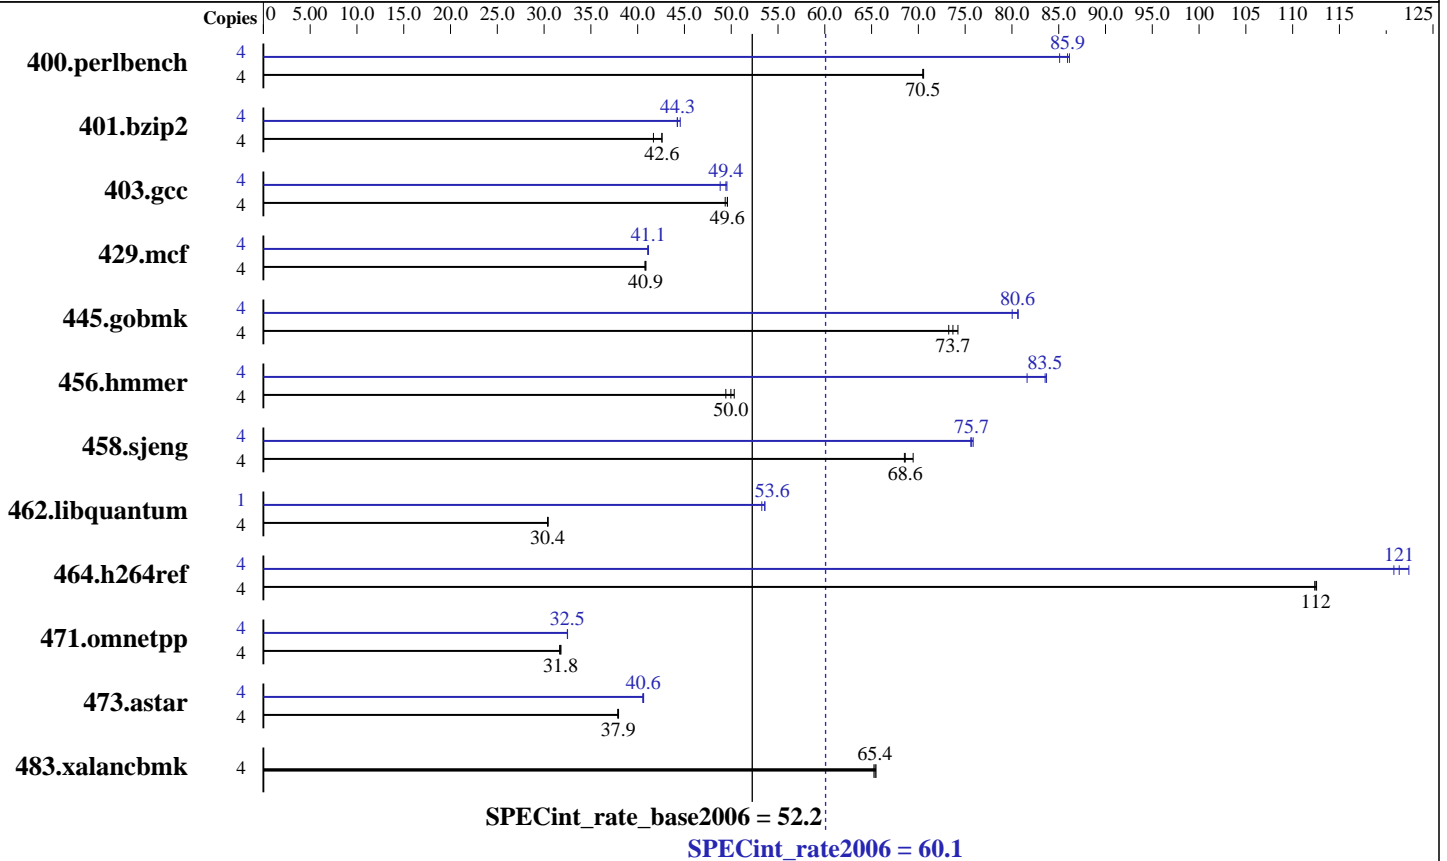 Copies 0 5.00 10.0 15.0 20.0 25.0 30.0 35.0 40.0 45.0 50.0 55.0 60.0 65.0 70.0 75.0 80.0 85.0 90.0 95.0 100 105 110 115 125
400.perlbench 4 85.9
4 70.5
401.bzip2 4 44.3
4 42.6
403.gcc 4 49.4
4 49.6
429.mcf 4 41.1
4 40.9
445.gobmk 4 80.6
4 73.7
456.hmmer 4 83.5
4 50.0
458.sjeng 4 75.7
4 68.6
462.libquantum 1 53.6
4 30.4
464.h264ref 4 121
4 112
471.omnetpp 4 32.5
4 31.8
473.astar 4 40.6
4 37.9
483.xalancbmk 4 65.4
SPECint_rate_base2006 = 52.2
SPECint_rate2006 = 60.1